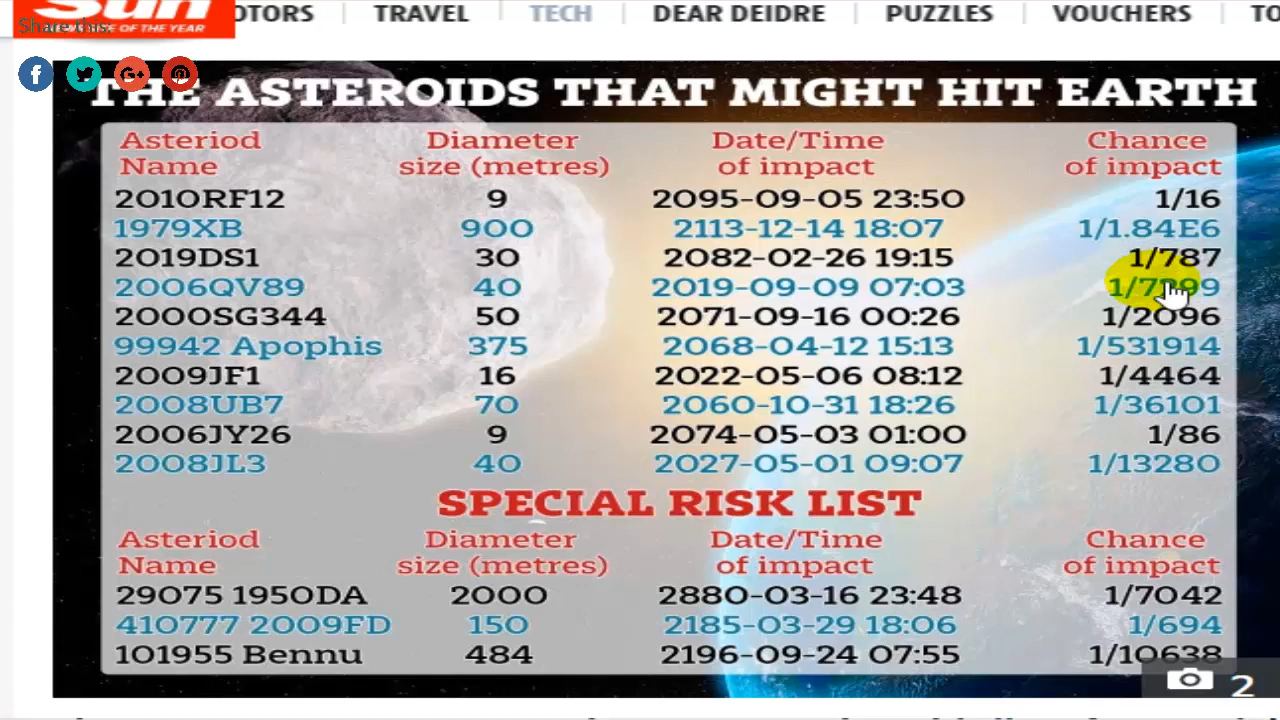 Sun
OTORS | TRAVEL | TECH | DEAR DEIDRE | PUZZLES | VOUCHERS | TO
Share this:
OF THE YEAR
THE ASTEROIDS THAT MIGHT HIT EARTH
Asteriod Name Diameter size (metres) Date/Time of impact Chance of impact
2010RF12 9 2095-09-05 23:50 1/16
1979XB 900 2113-12-14 18:07 1/1.84E6
2019DS1 30 2082-02-26 19:15 1/787
2006QV89 40 2019-09-09 07:03
2000SG344 50 2071-09-16 00:26 1/2096
99942 Apophis 375 2068-04-12 15:13 1/531914
2009JF1 16 2022-05-06 08:12 1/4464
2008UB7 70 2060-10-31 18:26 1/36101
2006JY26 9 2074-05-03 01:00 1/86
2008JL3 40 2027-05-01 09:07 1/13280
SPECIAL RISK LIST
Asteriod Name Diameter size (metres) Date/Time of impact Chance of impact
29075 1950DA 2000 2880-03-16 23:48 1/7042
410777 2009FD 150 2185-03-29 18:06 1/694
101955 Bennu 484 2196-09-24 07:55 1/10638
2